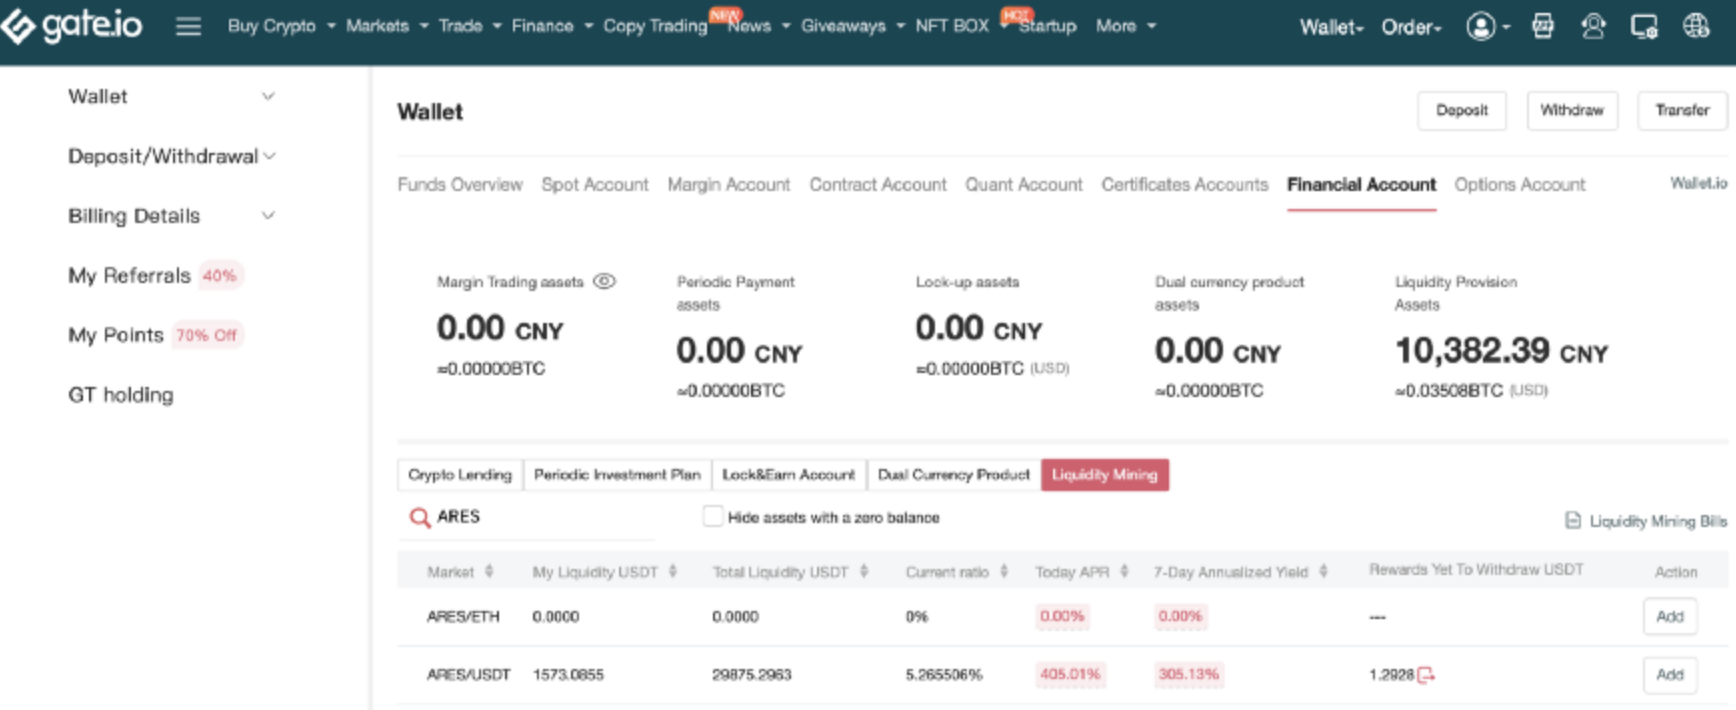 gate.io Buy Crypto Markets Trade Finance Copy Trading NEW News Giveaways NFT BOX HOT Startup More Wallet Order
Wallet
Deposit/Withdrawal
Billing Details
My Referrals 40%
My Points 70% Off
GT holding
Wallet Deposit Withdraw Transfer
Funds Overview Spot Account Margin Account Contract Account Quant Account Certificates Accounts Financial Account Options Account Wallet.io
Margin Trading assets
0.00 CNY
≈0.00000BTC
Periodic Payment
assets
0.00 CNY
≈0.00000BTC
Lock-up assets
0.00 CNY
≈0.00000BTC (USD)
Dual currency product
assets
0.00 CNY
≈0.00000BTC
Liquidity Provision
Assets
10,382.39 CNY
≈0.03508BTC (USD)
Crypto Lending Periodic Investment Plan Lock&Earn Account Dual Currency Product Liquidity Mining
ARES Hide assets with a zero balance Liquidity Mining Bills
Market My Liquidity USDT Total Liquidity USDT Current ratio Today APR 7-Day Annualized Yield Rewards Yet To Withdraw USDT Action
ARES/ETH 0.0000 0.0000 0% 0.00% 0.00% --- Add
ARES/USDT 1573.0855 29875.2963 5.265506% 405.01% 305.13% 1.2928 Add